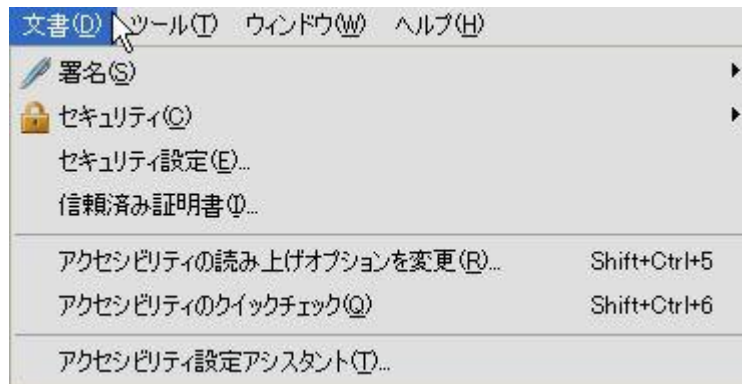 文書(D) ツール(T) ウィンドウ(W) ヘルプ(H)
署名(S)
セキュリティ(C)
セキュリティ設定(E)...
信頼済み証明書(I)...
アクセシビリティの読み上げオプションを変更(R)... Shift+Ctrl+5
アクセシビリティのクイックチェック(Q) Shift+Ctrl+6
アクセシビリティ設定アシスタント(T)...